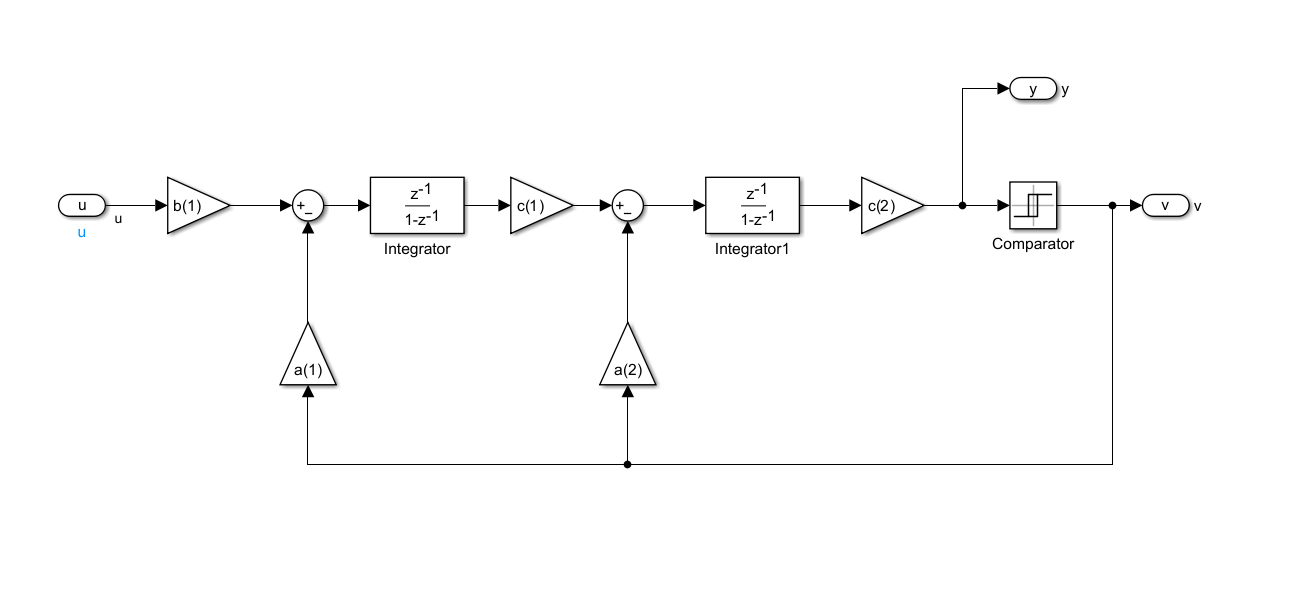 y y
u
u
u
b(1)
+
−
z-1
1-z-1
Integrator
c(1)
+
−
z-1
1-z-1
Integrator1
c(2)
Comparator
v v
a(1)
a(2)